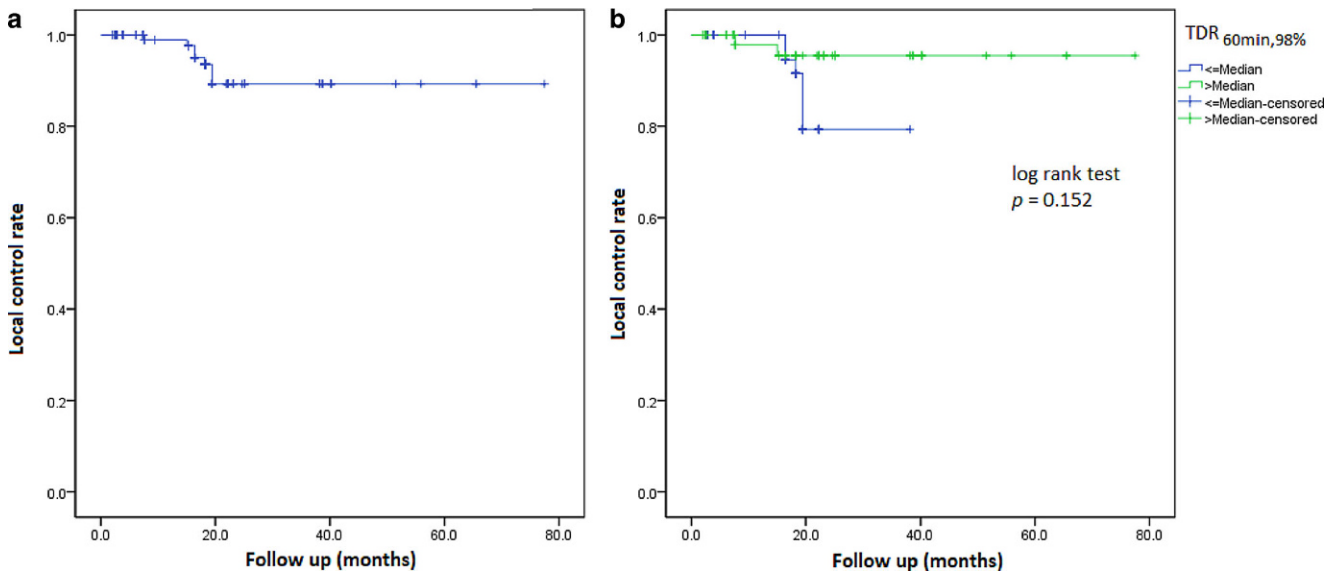 a
Local control rate
1.0
0.8
0.6
0.4
0.2
0.0
0.0 20.0 40.0 60.0 80.0
Follow up (months)
b
Local control rate
1.0
0.8
0.6
0.4
0.2
0.0
0.0 20.0 40.0 60.0 80.0
Follow up (months)
log rank test
p = 0.152
TDR 60min,98%
<=Median
>Median
<=Median-censored
>Median-censored